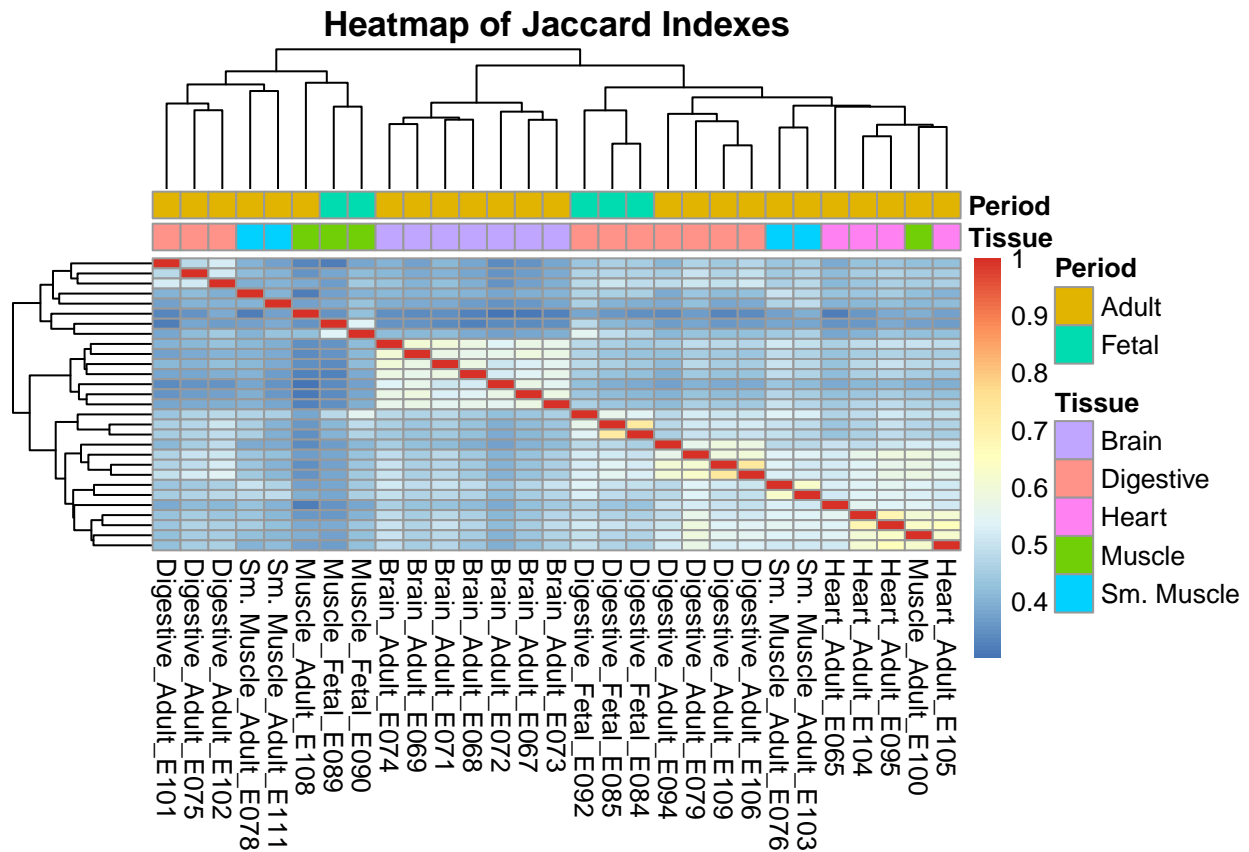 Heatmap of Jaccard Indexes
Period
Tissue
1
0.9
0.8
0.7
0.6
0.5
0.4
Period
Adult
Fetal
Tissue
Brain
Digestive
Heart
Muscle
Sm. Muscle
Digestive_Adult_E101
Digestive_Adult_E075
Digestive_Adult_E102
Sm. Muscle_Adult_E078
Sm. Muscle_Adult_E111
Muscle_Adult_E108
Muscle_Fetal_E089
Muscle_Fetal_E090
Brain_Adult_E074
Brain_Adult_E069
Brain_Adult_E071
Brain_Adult_E068
Brain_Adult_E072
Brain_Adult_E067
Brain_Adult_E073
Digestive_Fetal_E092
Digestive_Fetal_E085
Digestive_Fetal_E084
Digestive_Adult_E094
Digestive_Adult_E079
Digestive_Adult_E109
Digestive_Adult_E106
Sm. Muscle_Adult_E076
Sm. Muscle_Adult_E103
Heart_Adult_E065
Heart_Adult_E104
Heart_Adult_E095
Muscle_Adult_E100
Heart_Adult_E105